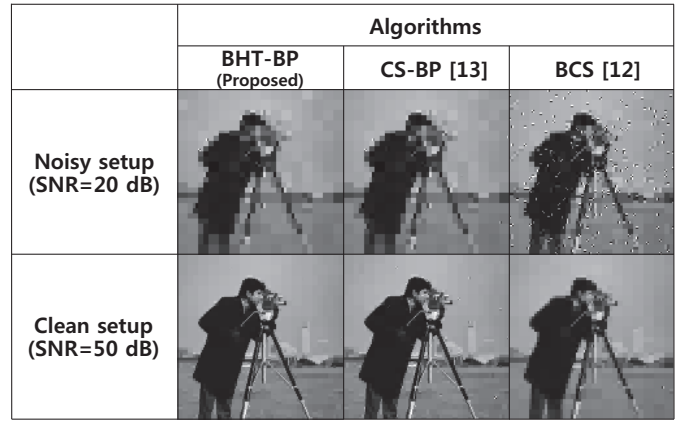 Algorithms
BHT-BP
(Proposed)
CS-BP [13]
BCS [12]
Noisy setup
(SNR=20 dB)
Clean setup
(SNR=50 dB)